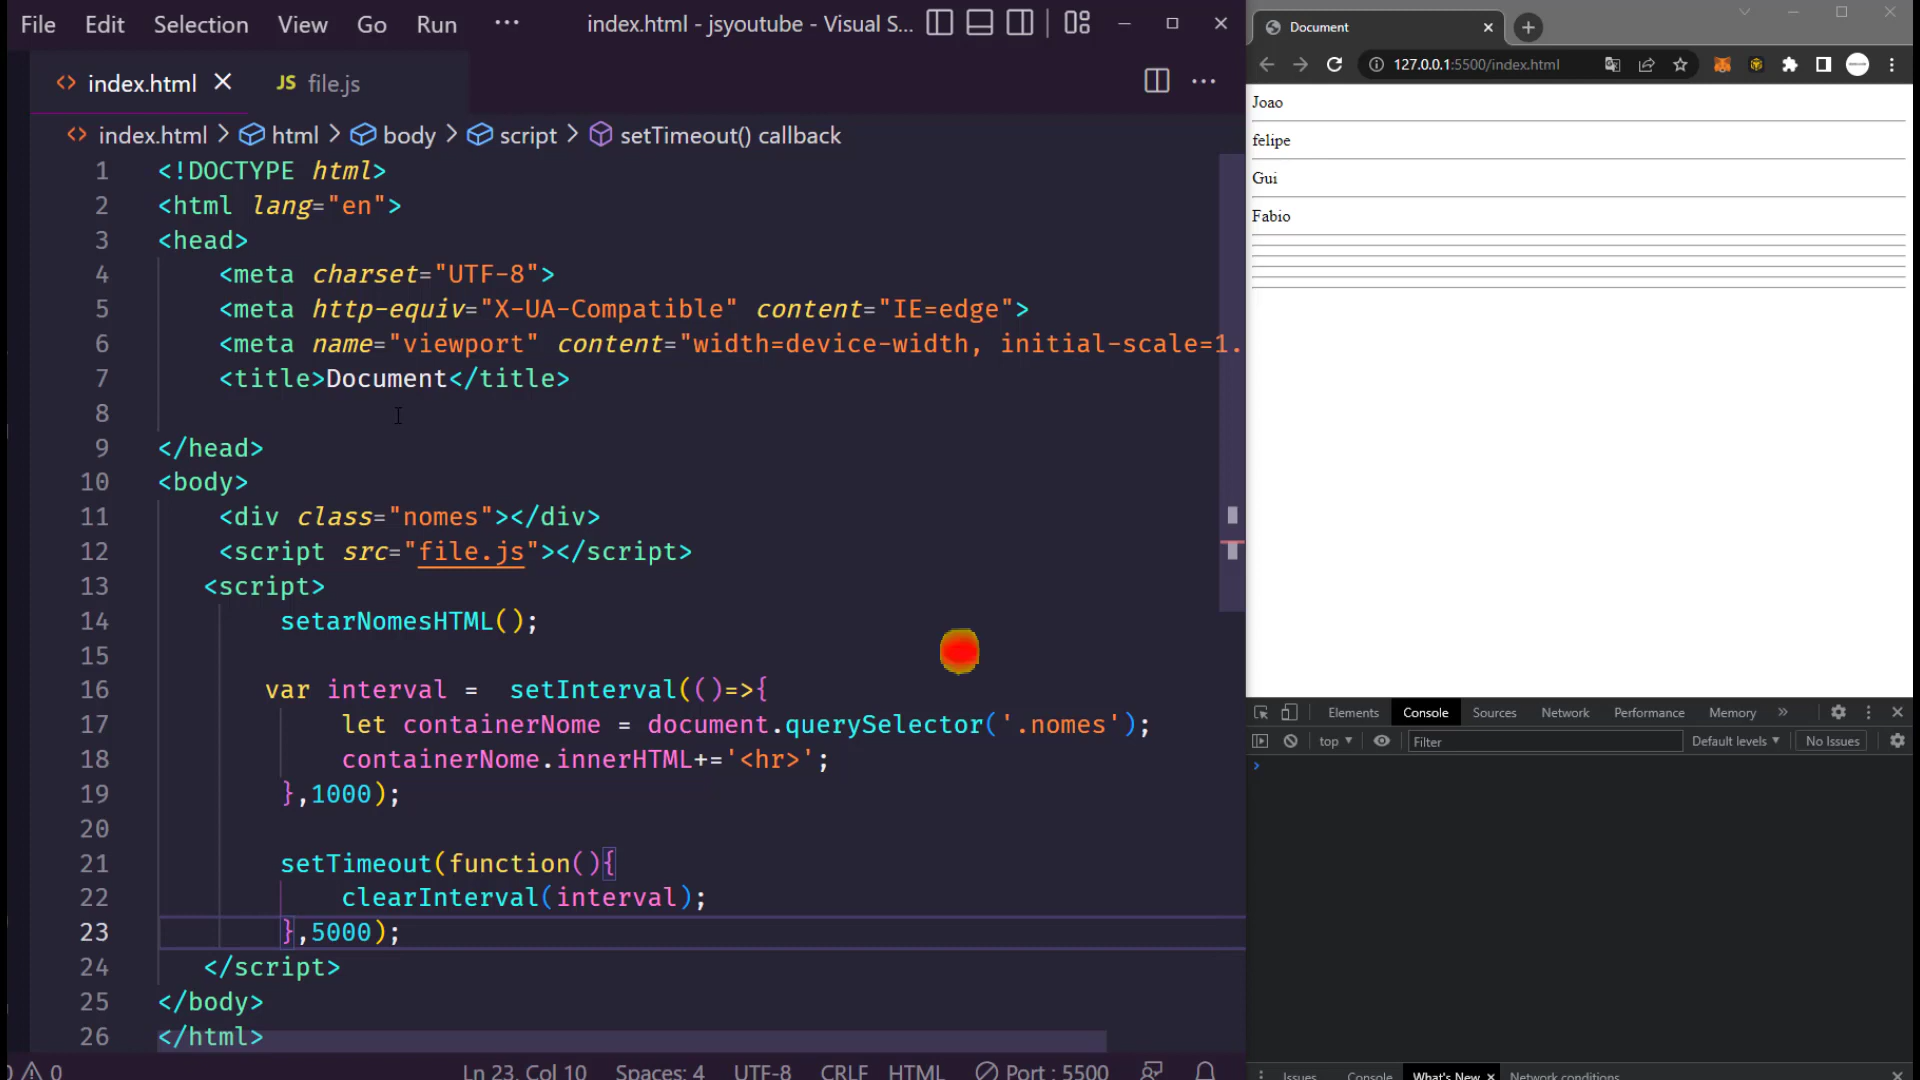 File Edit Selection View Go Run ··· index.html - jsyoutube - Visual S...
index.html JS file.js
index.html > html > body > script > setTimeout() callback
1 <!DOCTYPE html>
2 <html lang="en">
3 <head>
4 <meta charset="UTF-8">
5 <meta http-equiv="X-UA-Compatible" content="IE=edge">
6 <meta name="viewport" content="width=device-width, initial-scale=1.
7 <title>Document</title>
8
9 </head>
10 <body>
11 <div class="nomes"></div>
12 <script src="file.js"></script>
13 <script>
14 setarNomesHTML();
15
16 var interval = setInterval(()=>{
17 let containerNome = document.querySelector('.nomes');
18 containerNome.innerHTML+='<hr>';
19 },1000);
20
21 setTimeout(function(){
22 clearInterval(interval);
23 },5000);
24 </script>
25 </body>
26 </html>
0 Ln 23, Col 10 Spaces: 4 UTF-8 CRLF HTML Port : 5500
Document
127.0.0.1:5500/index.html
Joao
felipe
Gui
Fabio
Elements Console Sources Network Performance Memory »
top Filter Default levels No Issues
>
Issues Console What's New Network conditions